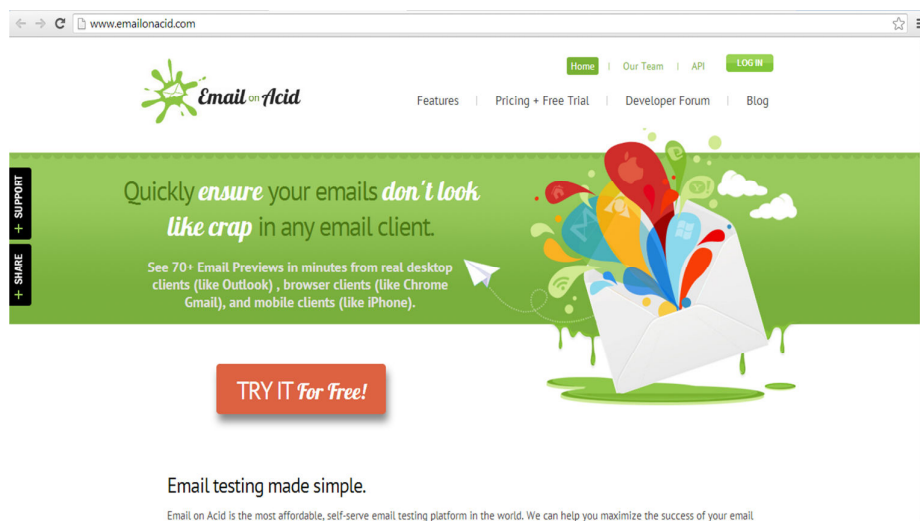 www.emailonacid.com
Home | Our Team | API LOG IN
Email on Acid
Features | Pricing + Free Trial | Developer Forum | Blog
+ SUPPORT
+ SHARE
Quickly ensure your emails don't look
like crap in any email client.
See 70+ Email Previews in minutes from real desktop
clients (like Outlook) , browser clients (like Chrome
Gmail), and mobile clients (like iPhone).
TRY IT For Free!
Email testing made simple.
Email on Acid is the most affordable, self-serve email testing platform in the world. We can help you maximize the success of your email